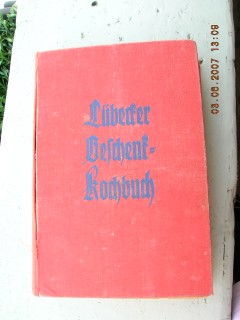 Lübecker
Geschenk-
Kochbuch
03/06/2007 13:09